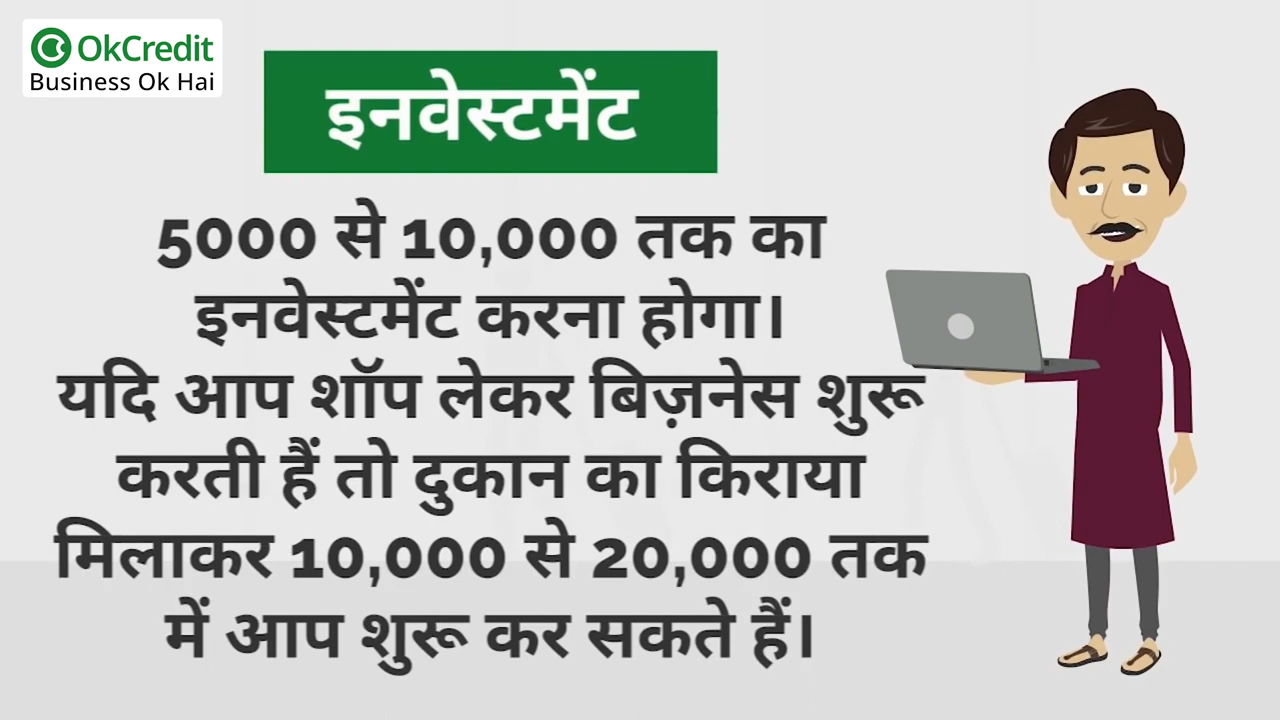 OkCredit
Business Ok Hai
इनवेस्टमेंट
5000 से 10,000 तक का
इनवेस्टमेंट करना होगा।
यदि आप शॉप लेकर बिज़नेस शुरू
करती हैं तो दुकान का किराया
मिलाकर 10,000 से 20,000 तक
में आप शुरू कर सकते हैं।